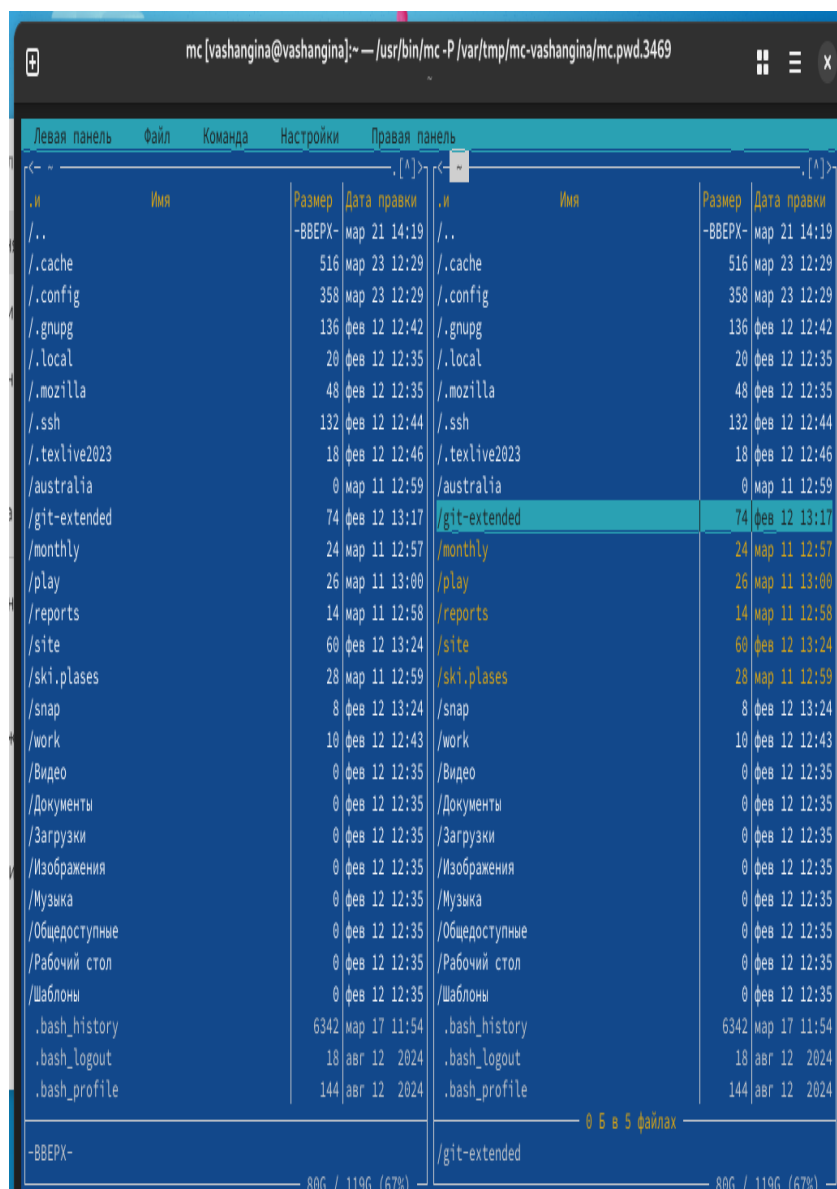 mc [vashangina@vashangina]:~ — /usr/bin/mc -P /var/tmp/mc-vashangina/mc.pwd.3469
~
Левая панель Файл Команда Настройки Правая панель
<- ~ .[^]> <- ~ .[^]>
.и Имя Размер Дата правки .и Имя Размер Дата правки
/.. -ВВЕРХ- мар 21 14:19 /.. -ВВЕРХ- мар 21 14:19
/.cache 516 мар 23 12:29 /.cache 516 мар 23 12:29
/.config 358 мар 23 12:29 /.config 358 мар 23 12:29
/.gnupg 136 фев 12 12:42 /.gnupg 136 фев 12 12:42
/.local 20 фев 12 12:35 /.local 20 фев 12 12:35
/.mozilla 48 фев 12 12:35 /.mozilla 48 фев 12 12:35
/.ssh 132 фев 12 12:44 /.ssh 132 фев 12 12:44
/.texlive2023 18 фев 12 12:46 /.texlive2023 18 фев 12 12:46
/australia 0 мар 11 12:59 /australia 0 мар 11 12:59
/git-extended 74 фев 12 13:17 /git-extended 74 фев 12 13:17
/monthly 24 мар 11 12:57 /monthly 24 мар 11 12:57
/play 26 мар 11 13:00 /play 26 мар 11 13:00
/reports 14 мар 11 12:58 /reports 14 мар 11 12:58
/site 60 фев 12 13:24 /site 60 фев 12 13:24
/ski.plases 28 мар 11 12:59 /ski.plases 28 мар 11 12:59
/snap 8 фев 12 13:24 /snap 8 фев 12 13:24
/work 10 фев 12 12:43 /work 10 фев 12 12:43
/Видео 0 фев 12 12:35 /Видео 0 фев 12 12:35
/Документы 0 фев 12 12:35 /Документы 0 фев 12 12:35
/Загрузки 0 фев 12 12:35 /Загрузки 0 фев 12 12:35
/Изображения 0 фев 12 12:35 /Изображения 0 фев 12 12:35
/Музыка 0 фев 12 12:35 /Музыка 0 фев 12 12:35
/Общедоступные 0 фев 12 12:35 /Общедоступные 0 фев 12 12:35
/Рабочий стол 0 фев 12 12:35 /Рабочий стол 0 фев 12 12:35
/Шаблоны 0 фев 12 12:35 /Шаблоны 0 фев 12 12:35
.bash_history 6342 мар 17 11:54 .bash_history 6342 мар 17 11:54
.bash_logout 18 авг 12 2024 .bash_logout 18 авг 12 2024
.bash_profile 144 авг 12 2024 .bash_profile 144 авг 12 2024
0 Б в 5 файлах
-ВВЕРХ- /git-extended
80G / 119G (67%) 80G / 119G (67%)